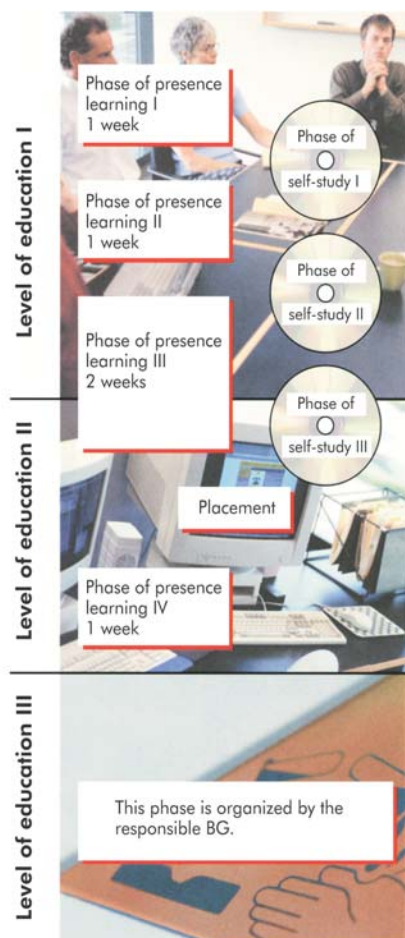 Level of education I
Phase of presence
learning I
1 week
Phase of
self-study I
Phase of presence
learning II
1 week
Phase of
self-study II
Phase of presence
learning III
2 weeks
Phase of
self-study III
Level of education II
Placement
Phase of presence
learning IV
1 week
Level of education III
This phase is organized by the
responsible BG.